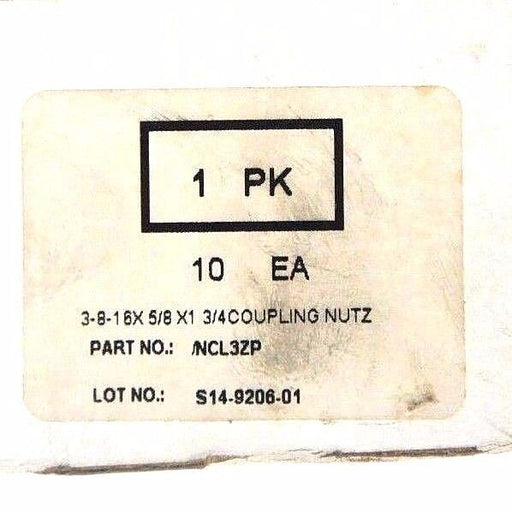 1 PK
10 EA
3-8-16X 5/8 X1 3/4COUPLING NUTZ
PART NO.: /NCL3ZP
LOT NO.: S14-9206-01